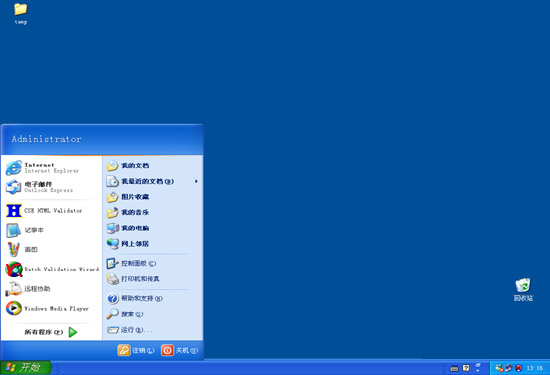 tang
Administrator
Internet
Internet Explorer
电子邮件
Outlook Express
CSE HTML Validator
记事本
画图
Batch Validation Wizard
远程协助
Windows Media Player
所有程序(P)
我的文档
我最近的文档(D)
图片收藏
我的音乐
我的电脑
网上邻居
控制面板(C)
打印机和传真
帮助和支持(H)
搜索(S)
运行(R)...
注销(L)
关机(U)
回收站
开始
13:16